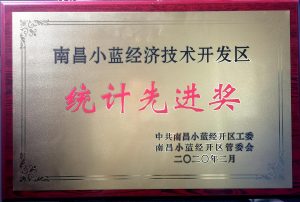 南昌小蓝经济技术开发区
统计先进奖
中共南昌小蓝经开区工委
南昌小蓝经开区管委会
二〇二〇年二月